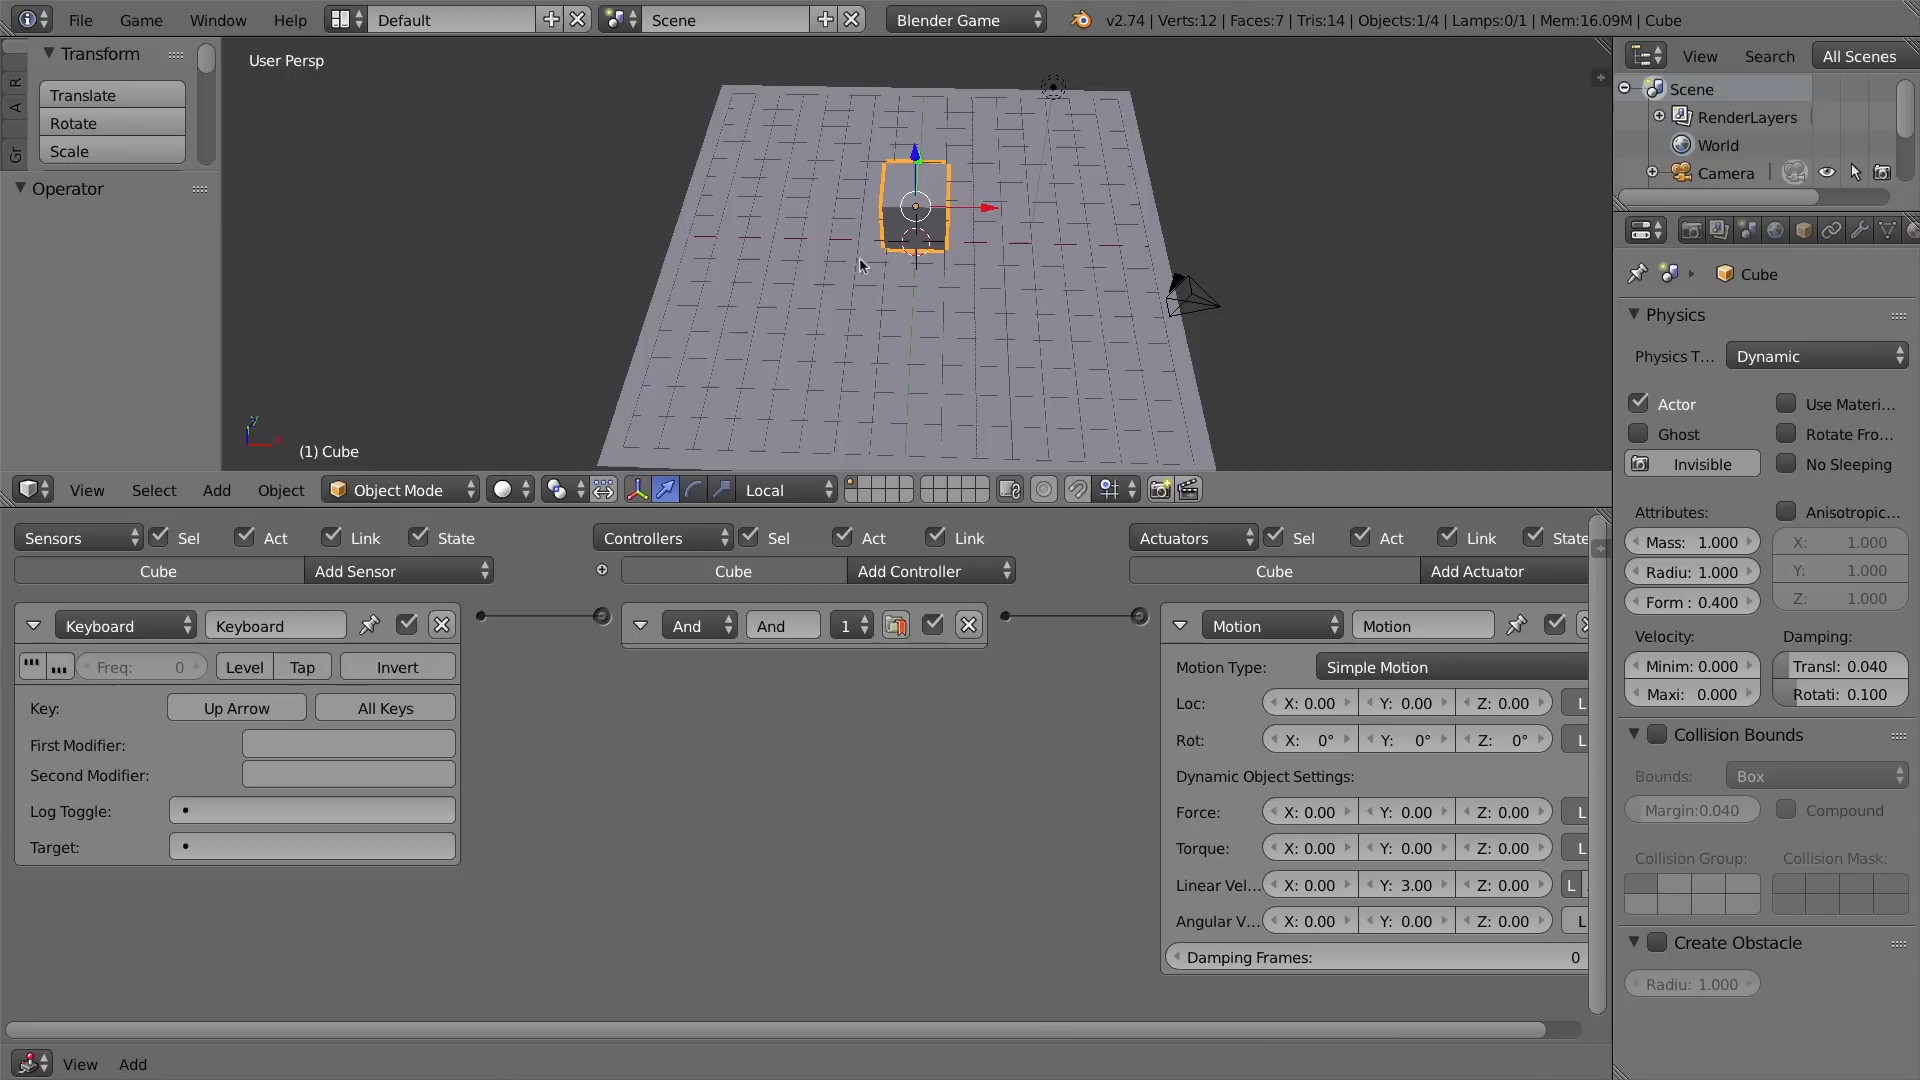 File Game Window Help Default Scene Blender Game v2.74 | Verts:12 | Faces:7 | Tris:14 | Objects:1/4 | Lamps:0/1 | Mem:16.09M | Cube
Transform
Translate
Rotate
Scale
R
A
Gr
Operator
User Persp
y
x
(1) Cube
View Select Add Object Object Mode Local
View Search All Scenes
Scene
RenderLayers
World
Camera
Cube
Physics
Physics T... Dynamic
Actor Use Materi...
Ghost Rotate Fro...
Invisible No Sleeping
Attributes: Anisotropic...
Mass: 1.000 X: 1.000
Radiu: 1.000 Y: 1.000
Form : 0.400 Z: 1.000
Velocity: Damping:
Minim: 0.000 Transl: 0.040
Maxi: 0.000 Rotati: 0.100
Collision Bounds
Bounds: Box
Margin:0.040 Compound
Collision Group: Collision Mask:
Create Obstacle
Radiu: 1.000
Sensors Sel Act Link State Controllers Sel Act Link Actuators Sel Act Link State
Cube Add Sensor Cube Add Controller Cube Add Actuator
Keyboard Keyboard And And 1 Motion Motion
Freq: 0 Level Tap Invert
Key: Up Arrow All Keys
First Modifier:
Second Modifier:
Log Toggle:
Target:
Motion Type: Simple Motion
Loc: X: 0.00 Y: 0.00 Z: 0.00 L
Rot: X: 0° Y: 0° Z: 0° L
Dynamic Object Settings:
Force: X: 0.00 Y: 0.00 Z: 0.00 L
Torque: X: 0.00 Y: 0.00 Z: 0.00 L
Linear Vel... X: 0.00 Y: 3.00 Z: 0.00 L
Angular V... X: 0.00 Y: 0.00 Z: 0.00 L
Damping Frames: 0
View Add